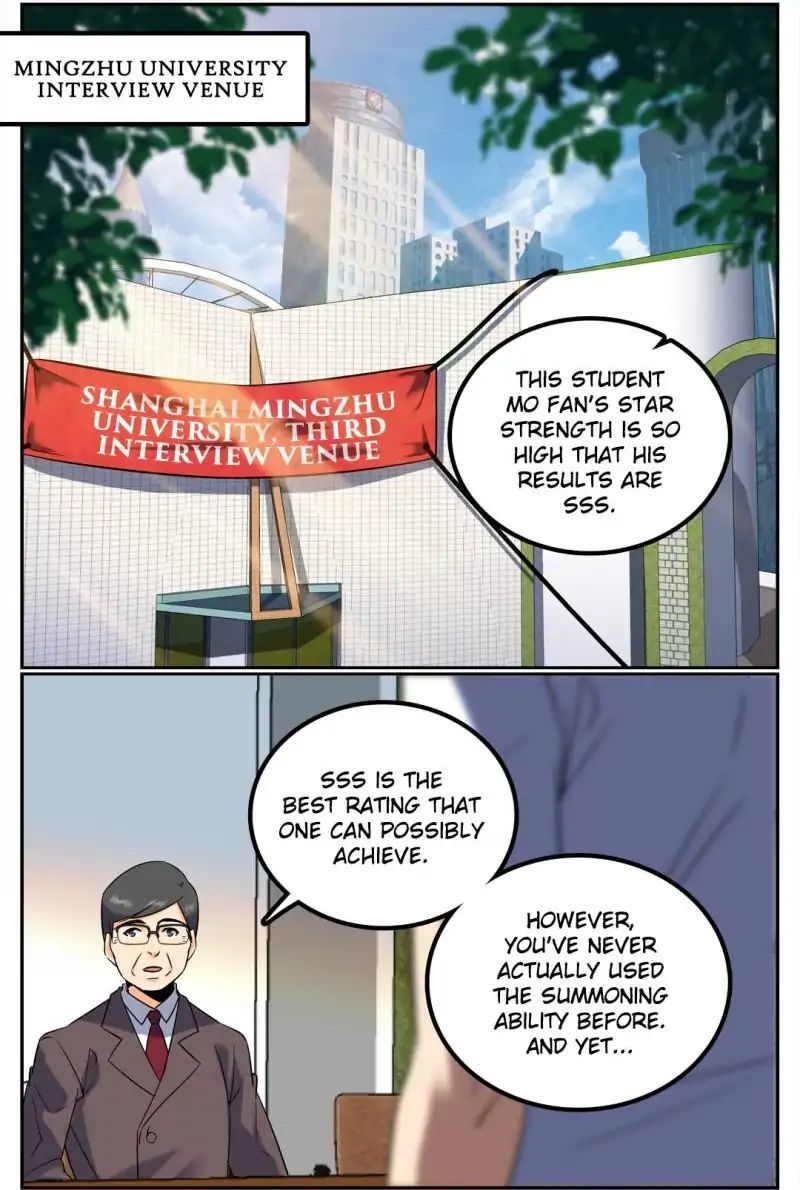 MINGZHU UNIVERSITY
INTERVIEW VENUE
SHANGHAI MINGZHU
UNIVERSITY, THIRD
INTERVIEW VENUE
THIS STUDENT
MO FAN'S STAR
STRENGTH IS SO
HIGH THAT HIS
RESULTS ARE
SSS.
SSS IS THE
BEST RATING THAT
ONE CAN POSSIBLY
ACHIEVE.
HOWEVER,
YOU'VE NEVER
ACTUALLY USED
THE SUMMONING
ABILITY BEFORE.
AND YET...